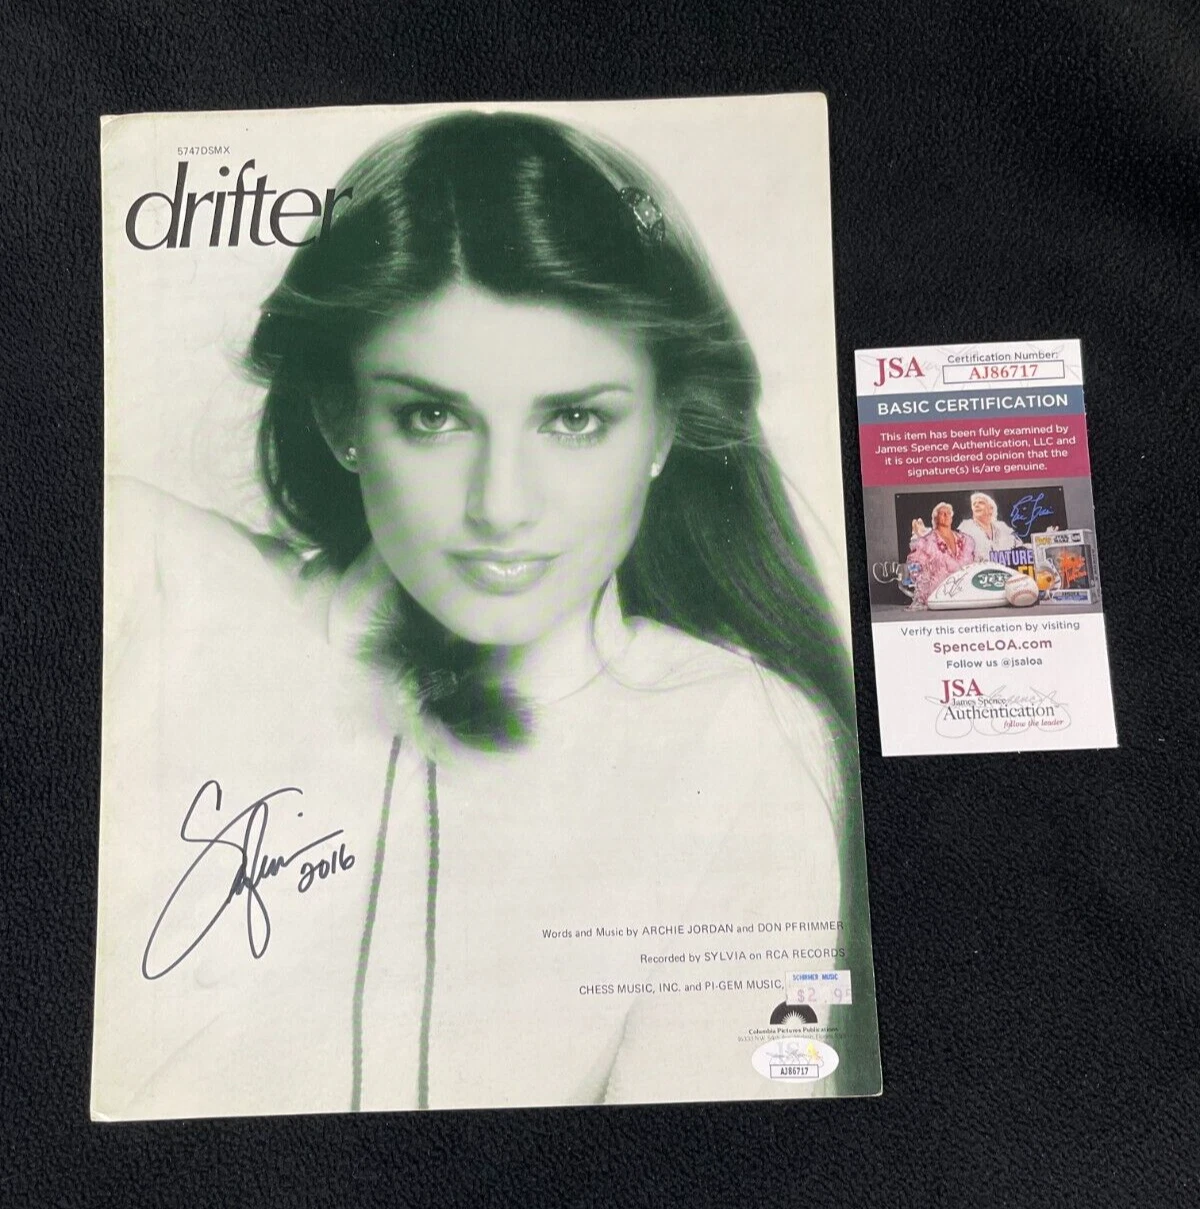 5747DSMX
drifter
2016
Words and Music by ARCHIE JORDAN and DON PFRIMMER
Recorded by SYLVIA on RCA RECORDS
CHESS MUSIC, INC. and PI-GEM MUSIC,
SCHIRMER MUSIC
$2.95
Columbia Pictures Publications
AJ86717
JSA
Certification Number:
AJ86717
BASIC CERTIFICATION
This item has been fully examined by
James Spence Authentication, LLC and
it is our considered opinion that the
signature(s) is/are genuine.
NATURE
JETS
Verify this certification by visiting
SpenceLOA.com
Follow us @jsaloa
JSA
James Spence
Authentication
follow the leader